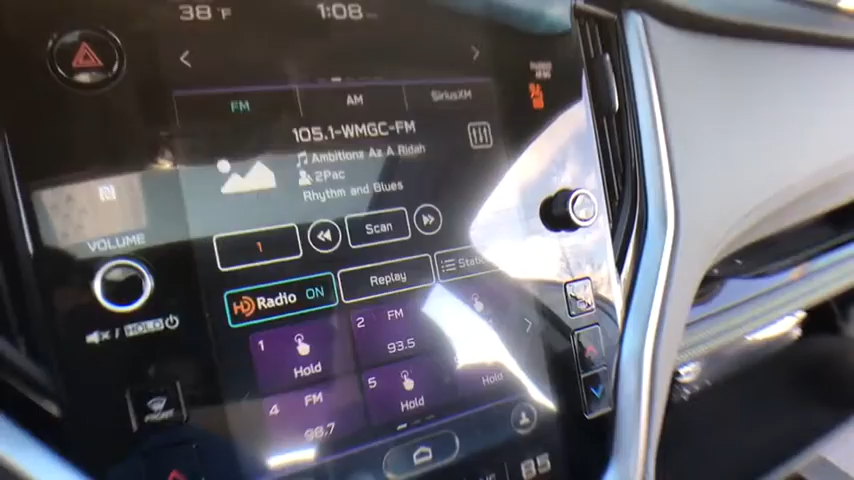 38°F 1:08
FM AM SiriusXM
105.1-WMGC-FM
Ambitionz Az A Ridah
2Pac
Rhythm and Blues
VOLUME
1 Scan
Replay
HD Radio ON
HOLD
1 Hold
2 FM 93.5
4 FM 98.7
5 Hold
Hold
FRONT
85